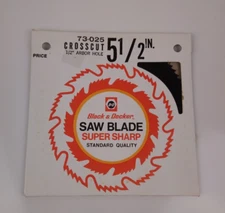 73-025
CROSSCUT
1/2" ARBOR HOLE
5 1/2 IN.
PRICE
Black & Decker
SAW BLADE
SUPER SHARP
STANDARD QUALITY